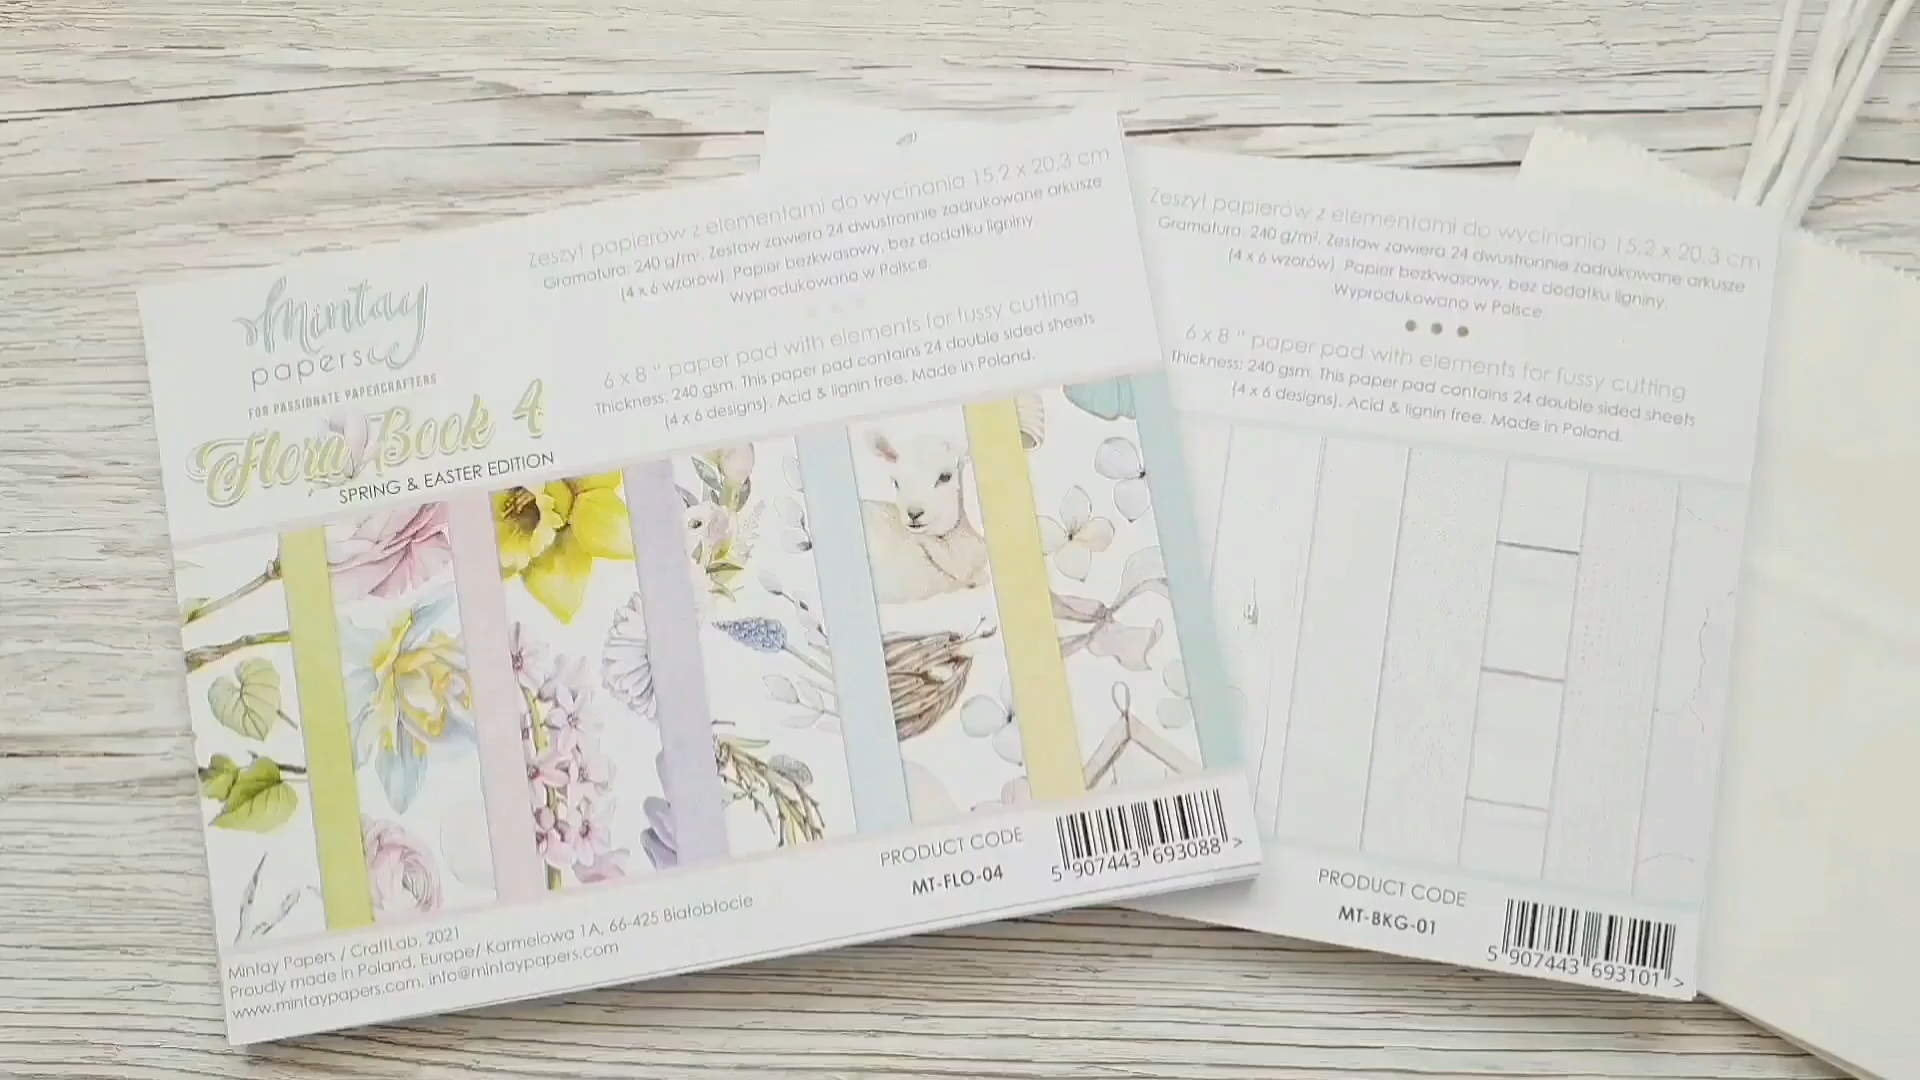 Mintay
papers
FOR PASSIONATE PAPERCRAFTERS
Flora Book 4
SPRING & EASTER EDITION
Zeszyt papierów z elementami do wycinania 15,2 x 20,3 cm
Gramatura: 240 g/m². Zestaw zawiera 24 dwustronnie zadrukowane arkusze
(4 x 6 wzorów). Papier bezkwasowy, bez dodatku ligniny
Wyprodukowano w Polsce.
6 x 8 " paper pad with elements for fussy cutting
Thickness: 240 gsm. This paper pad contains 24 double sided sheets
(4 x 6 designs). Acid & lignin free. Made in Poland.
PRODUCT CODE
MT-FLO-04
5 907443 693088 >
Mintay Papers / CraftLab, 2021
Proudly made in Poland, Europe/ Karmelowa 1A, 66-425 Białobłocie
www.mintaypapers.com, info@mintaypapers.com
Zeszyt papierów z elementami do wycinania 15,2 x 20,3 cm
Gramatura: 240 g/m². Zestaw zawiera 24 dwustronnie zadrukowane arkusze
(4 x 6 wzorów). Papier bezkwasowy, bez dodatku ligniny.
Wyprodukowano w Polsce
6 x 8 " paper pad with elements for fussy cutting
Thickness: 240 gsm. This paper pad contains 24 double sided sheets
(4 x 6 designs). Acid & lignin free. Made in Poland.
PRODUCT CODE
MT-BKG-01
5 907443 693101 >